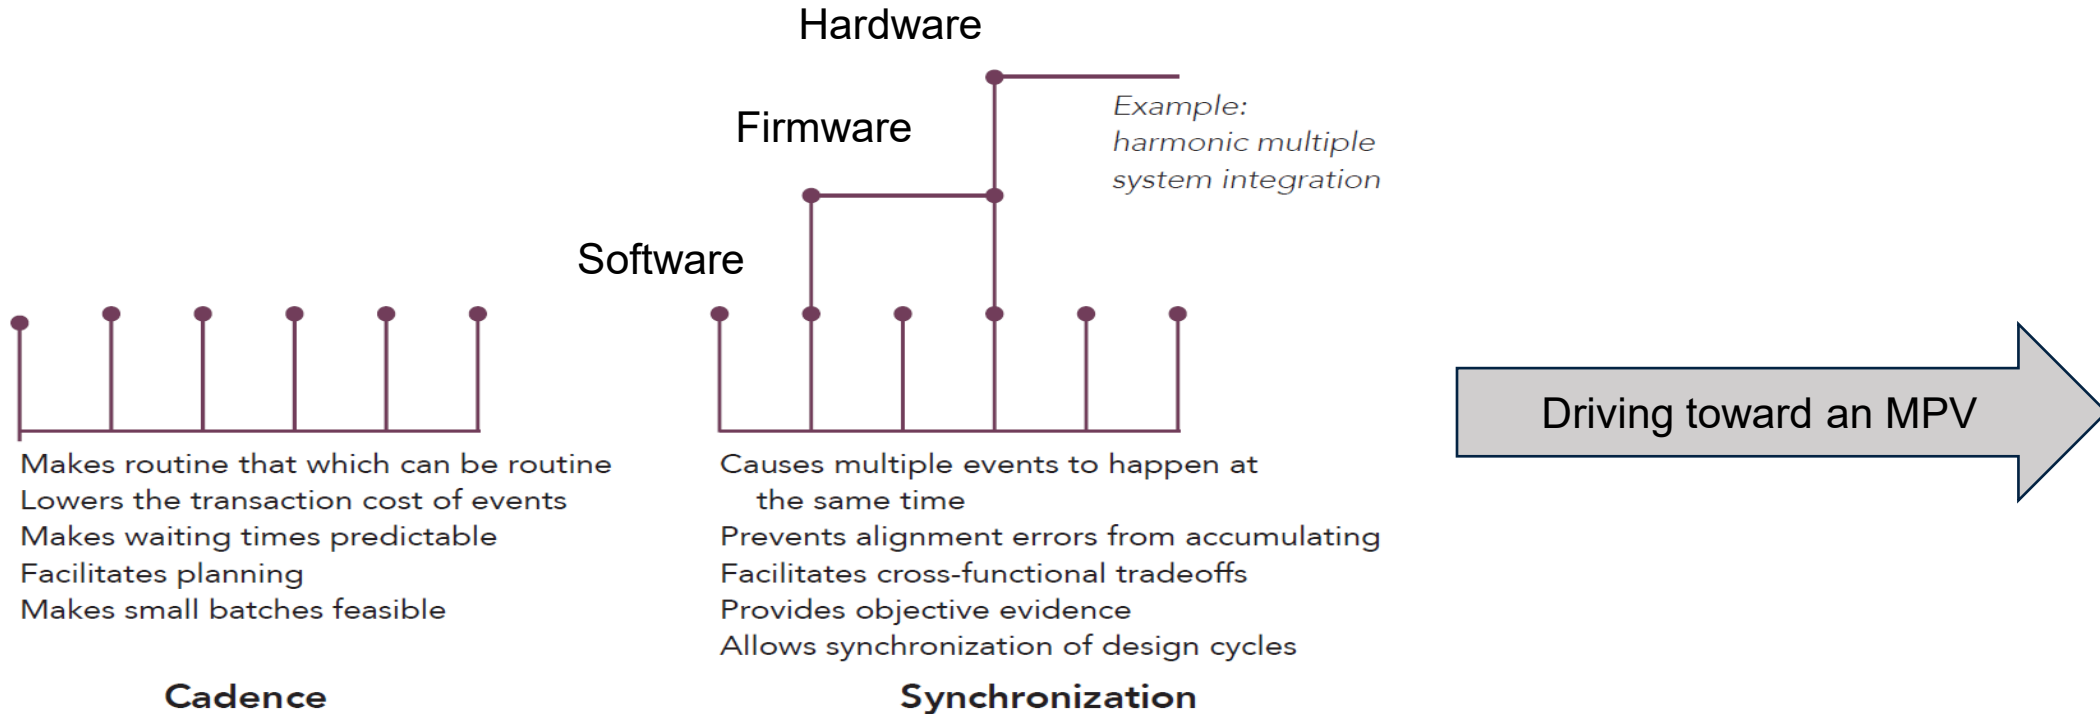 Hardware
Example:
harmonic multiple
system integration
Firmware
Software
Makes routine that which can be routine
Lowers the transaction cost of events
Makes waiting times predictable
Facilitates planning
Makes small batches feasible
Cadence
Causes multiple events to happen at
the same time
Prevents alignment errors from accumulating
Facilitates cross-functional tradeoffs
Provides objective evidence
Allows synchronization of design cycles
Synchronization
Driving toward an MPV